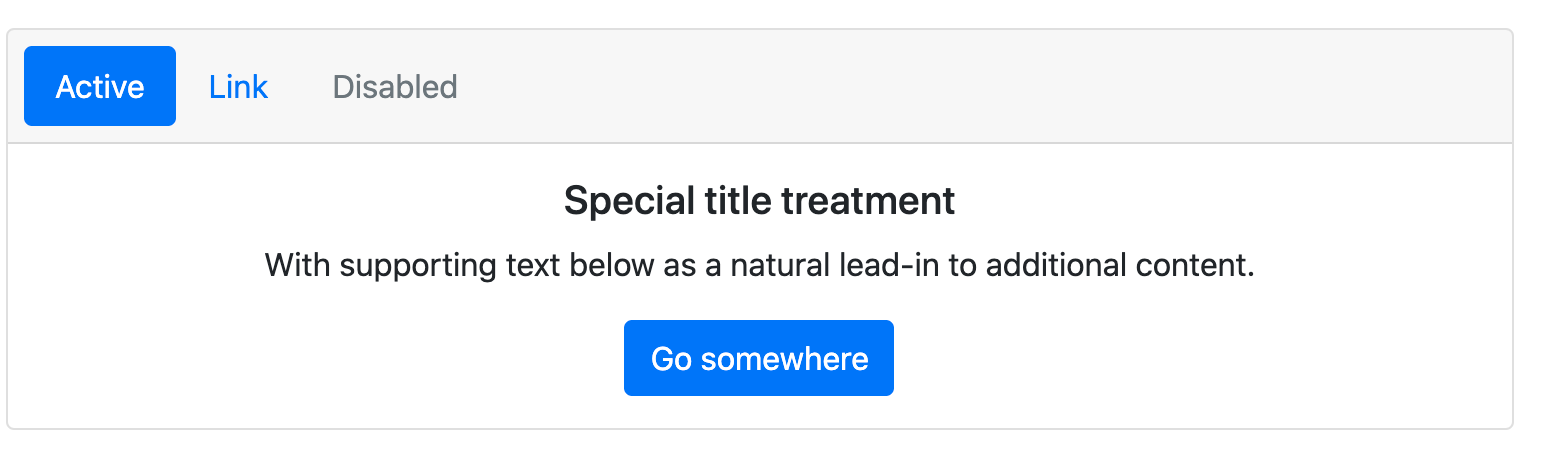 Active Link Disabled
Special title treatment
With supporting text below as a natural lead-in to additional content.
Go somewhere